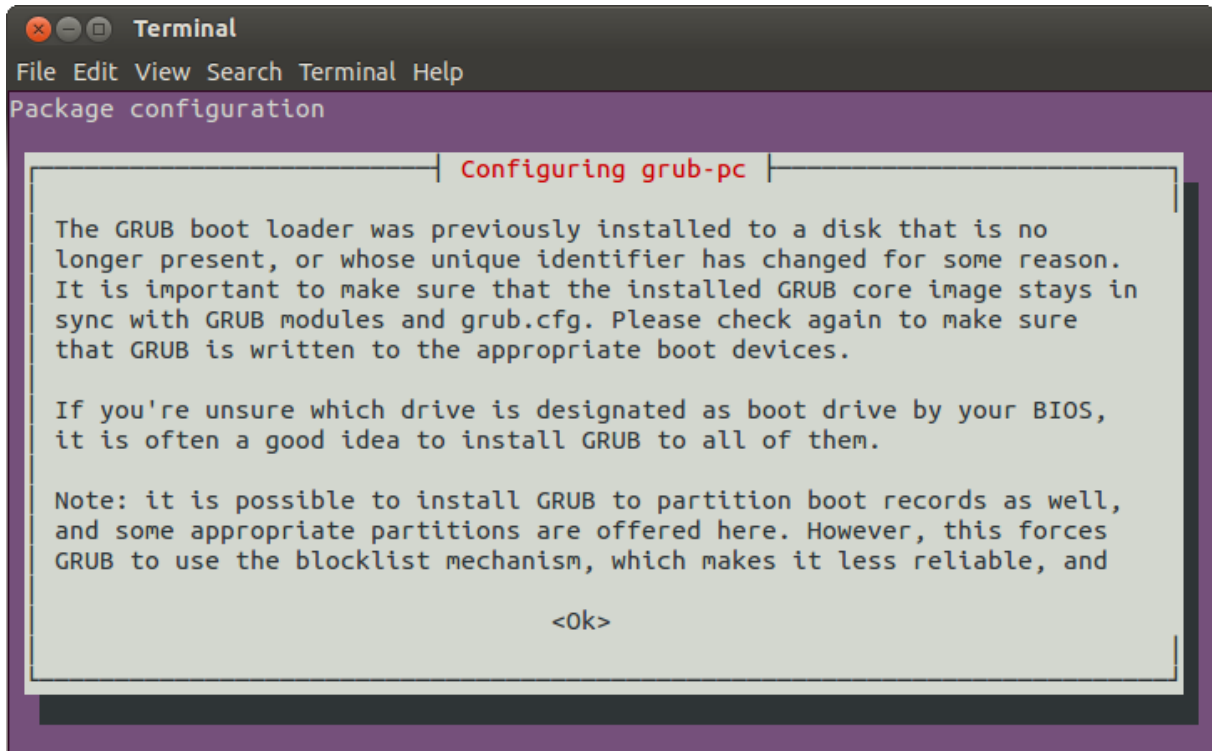 Terminal
File Edit View Search Terminal Help
Package configuration
Configuring grub-pc
The GRUB boot loader was previously installed to a disk that is no
longer present, or whose unique identifier has changed for some reason.
It is important to make sure that the installed GRUB core image stays in
sync with GRUB modules and grub.cfg. Please check again to make sure
that GRUB is written to the appropriate boot devices.
If you're unsure which drive is designated as boot drive by your BIOS,
it is often a good idea to install GRUB to all of them.
Note: it is possible to install GRUB to partition boot records as well,
and some appropriate partitions are offered here. However, this forces
GRUB to use the blocklist mechanism, which makes it less reliable, and
<Ok>